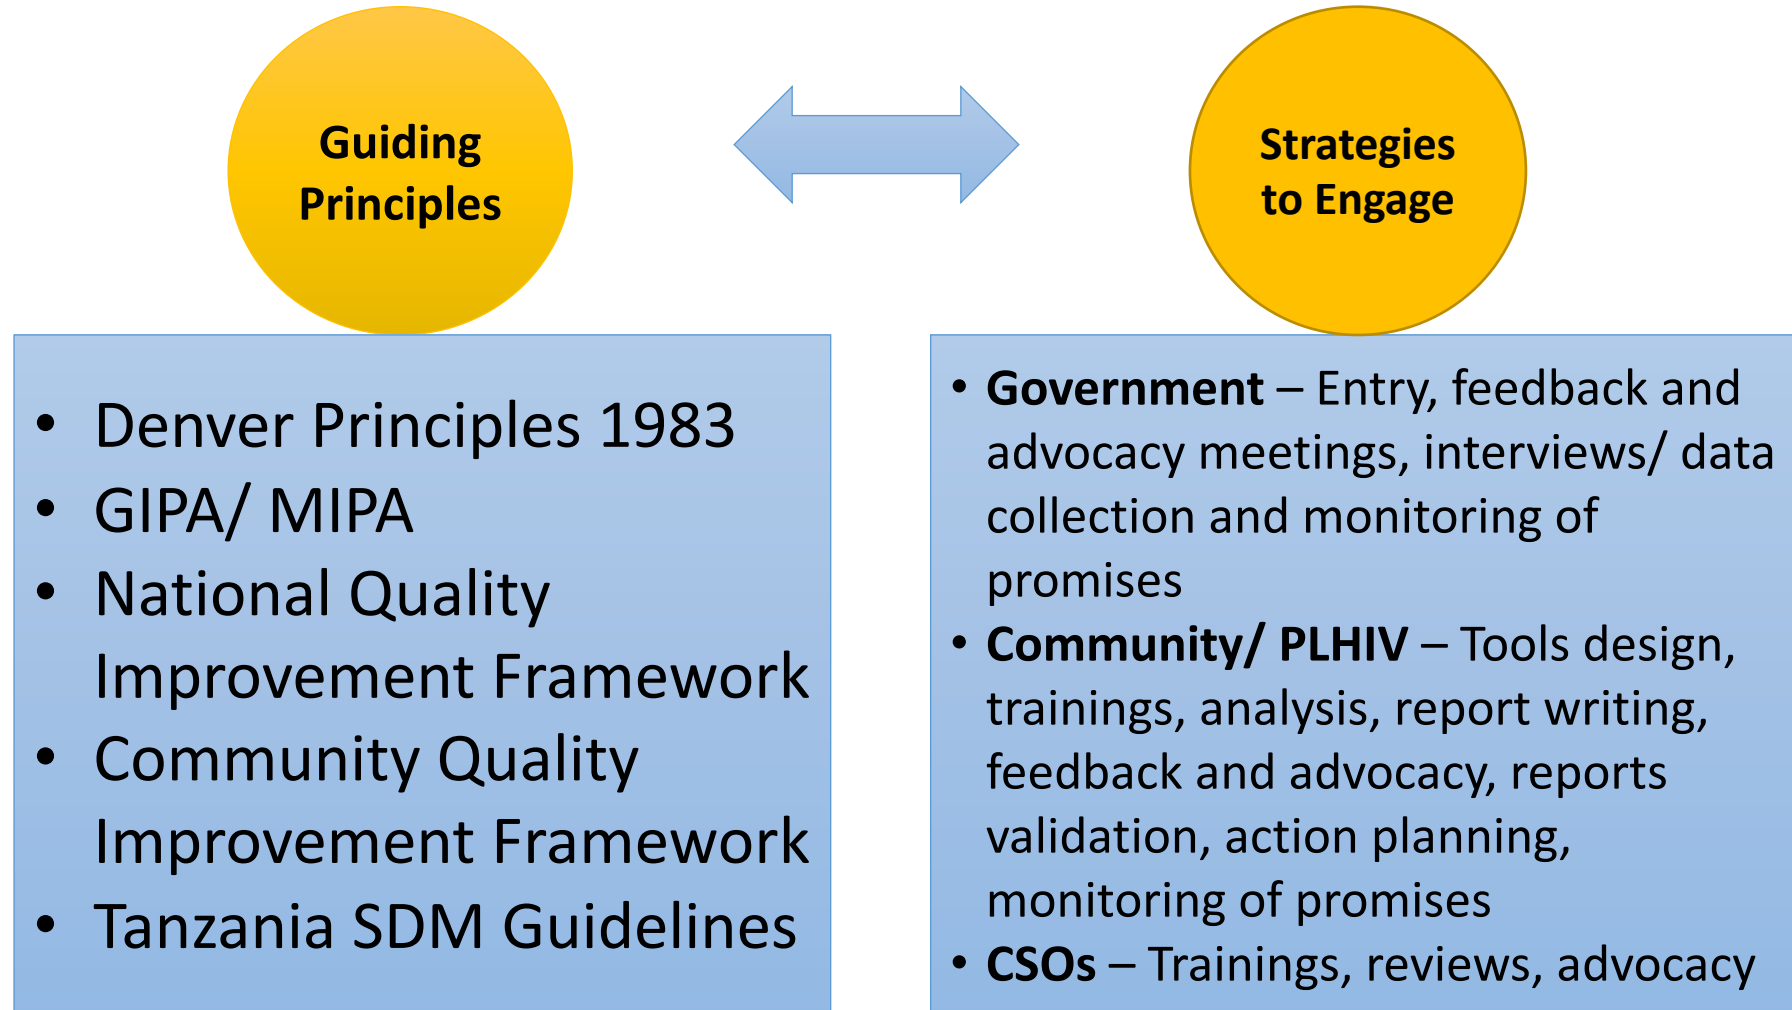 Guiding
Principles
• Denver Principles 1983
• GIPA/ MIPA
• National Quality
Improvement Framework
• Community Quality
Improvement Framework
• Tanzania SDM Guidelines
Strategies
to Engage
• Government – Entry, feedback and
advocacy meetings, interviews/ data
collection and monitoring of
promises
• Community/ PLHIV – Tools design,
trainings, analysis, report writing,
feedback and advocacy, reports
validation, action planning,
monitoring of promises
• CSOs – Trainings, reviews, advocacy